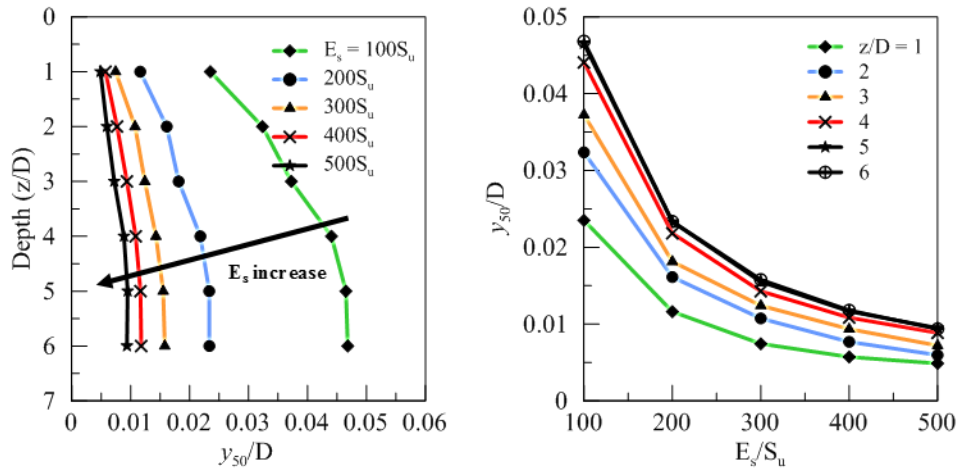 0
1
2
3
4
5
6
7
Depth (z/D)
0 0.01 0.02 0.03 0.04 0.05 0.06
y50/D
Es = 100Su
200Su
300Su
400Su
500Su
Es increase
0.05
0.04
0.03
0.02
0.01
0
y50/D
100 200 300 400 500
Es/Su
z/D = 1
2
3
4
5
6